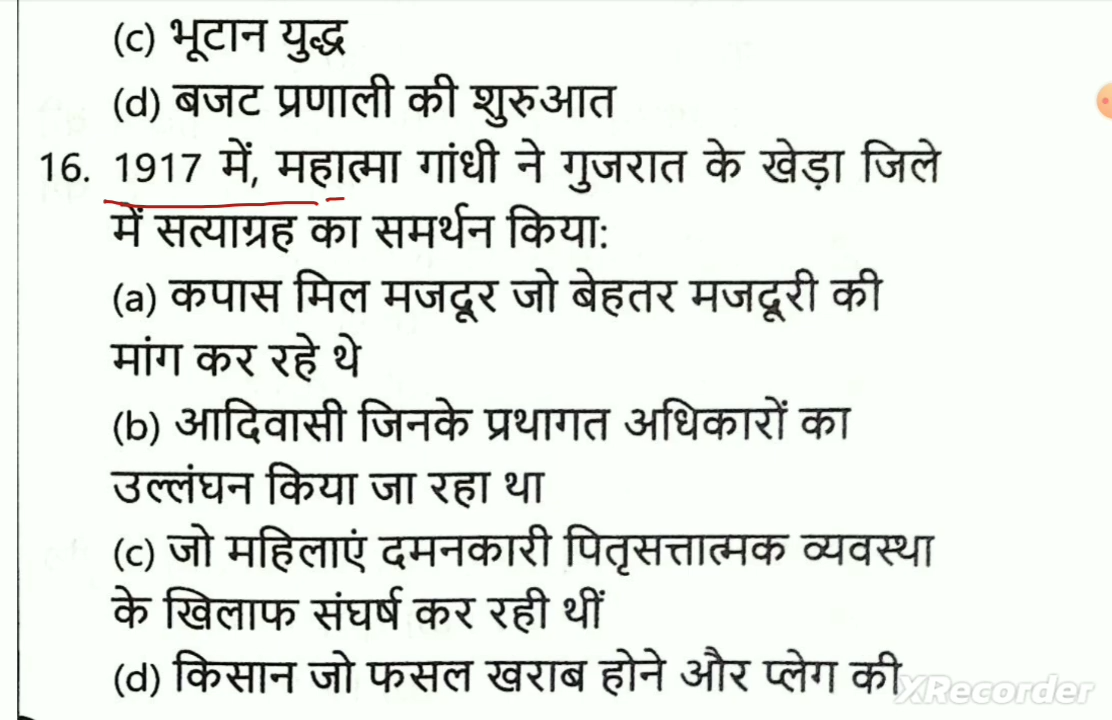 (c) भूटान युद्ध
(d) बजट प्रणाली की शुरुआत
16. 1917 में, महात्मा गांधी ने गुजरात के खेड़ा जिले
में सत्याग्रह का समर्थन किया:
(a) कपास मिल मजदूर जो बेहतर मजदूरी की
मांग कर रहे थे
(b) आदिवासी जिनके प्रथागत अधिकारों का
उल्लंघन किया जा रहा था
(c) जो महिलाएं दमनकारी पितृसत्तात्मक व्यवस्था
के खिलाफ संघर्ष कर रही थीं
(d) किसान जो फसल खराब होने और प्लेग की
XRecorder